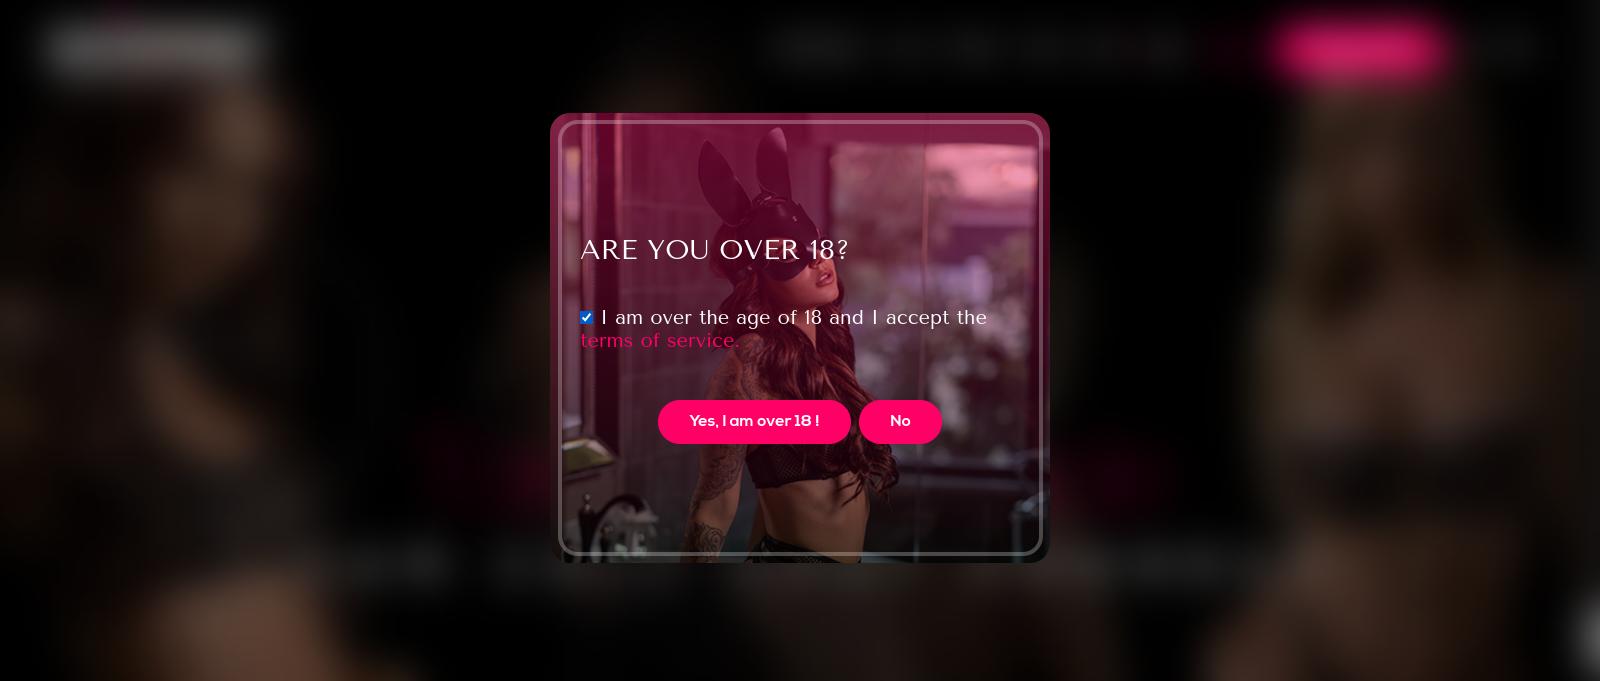 ARE YOU OVER 18?
I am over the age of 18 and I accept the
terms of service.
Yes, I am over 18 !
No